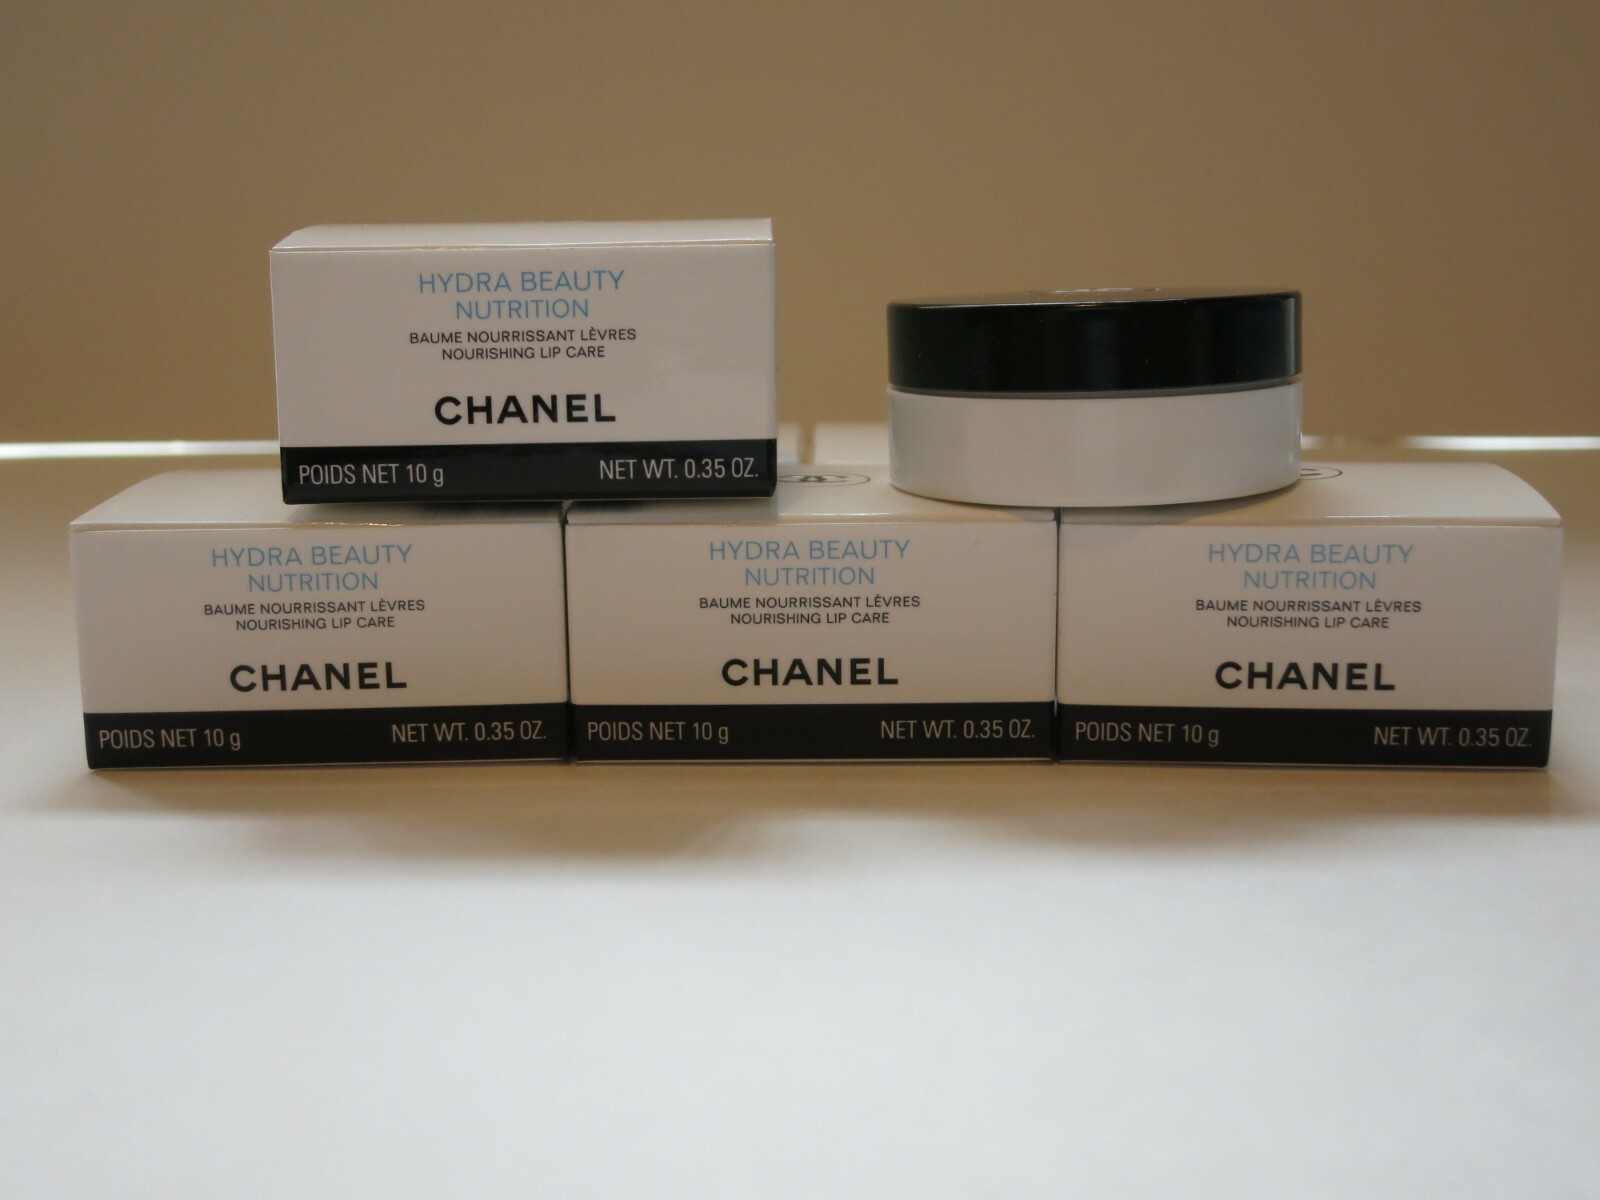 HYDRA BEAUTY
NUTRITION
BAUME NOURRISSANT LÈVRES
NOURISHING LIP CARE
CHANEL
POIDS NET 10 g NET WT. 0.35 OZ.
HYDRA BEAUTY
NUTRITION
BAUME NOURRISSANT LÈVRES
NOURISHING LIP CARE
CHANEL
POIDS NET 10 g NET WT. 0.35 OZ.
HYDRA BEAUTY
NUTRITION
BAUME NOURRISSANT LÈVRES
NOURISHING LIP CARE
CHANEL
POIDS NET 10 g NET WT. 0.35 OZ.
HYDRA BEAUTY
NUTRITION
BAUME NOURRISSANT LÈVRES
NOURISHING LIP CARE
CHANEL
POIDS NET 10 g NET WT. 0.35 OZ.